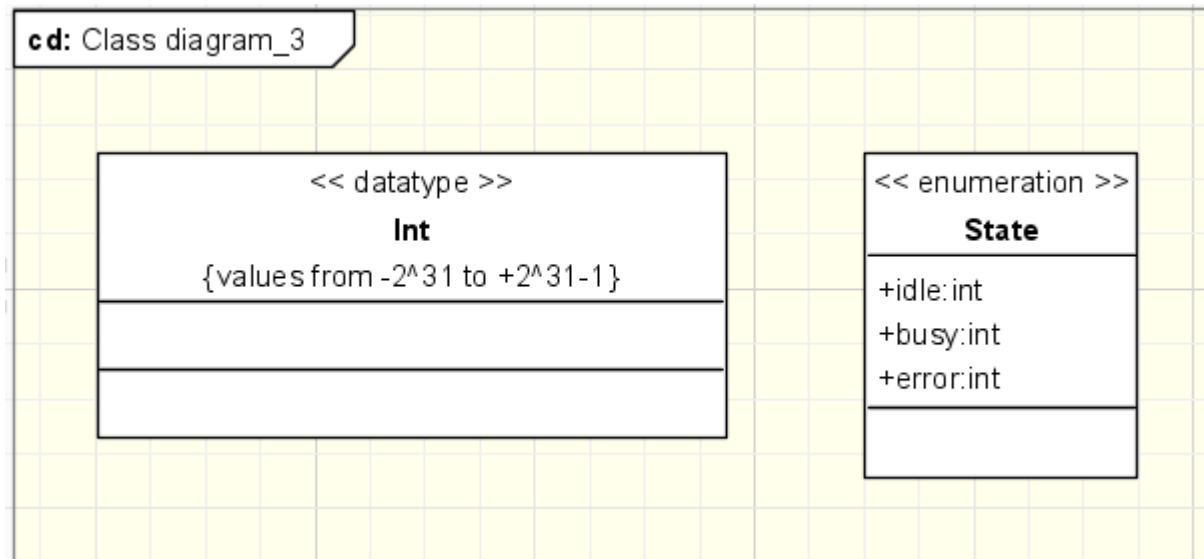 cd: Class diagram_3
<< datatype >>
Int
{values from -2^31 to +2^31-1}
<< enumeration >>
State
+idle:int
+busy:int
+error:int